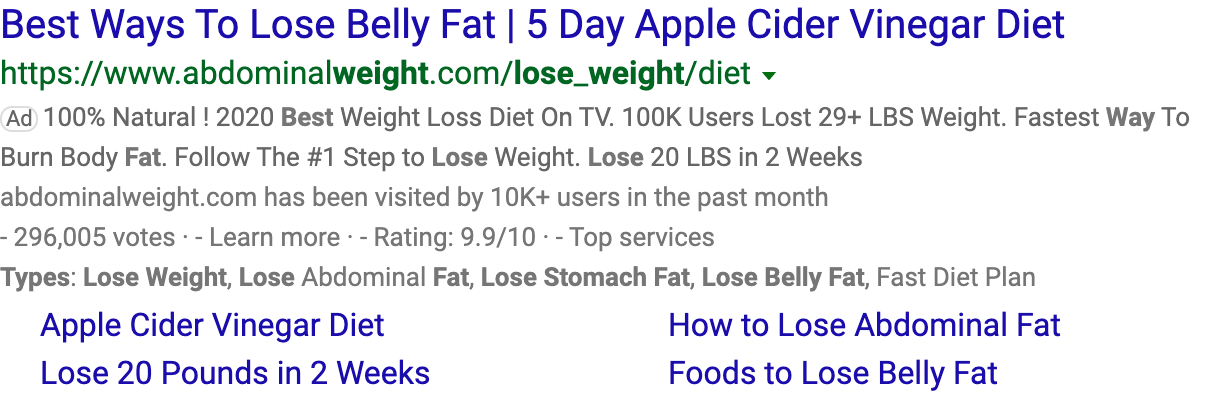 Best Ways To Lose Belly Fat | 5 Day Apple Cider Vinegar Diet
https://www.abdominalweight.com/lose_weight/diet
Ad 100% Natural ! 2020 Best Weight Loss Diet On TV. 100K Users Lost 29+ LBS Weight. Fastest Way To
Burn Body Fat. Follow The #1 Step to Lose Weight. Lose 20 LBS in 2 Weeks
abdominalweight.com has been visited by 10K+ users in the past month
- 296,005 votes · - Learn more · - Rating: 9.9/10 · - Top services
Types: Lose Weight, Lose Abdominal Fat, Lose Stomach Fat, Lose Belly Fat, Fast Diet Plan
Apple Cider Vinegar Diet How to Lose Abdominal Fat
Lose 20 Pounds in 2 Weeks Foods to Lose Belly Fat